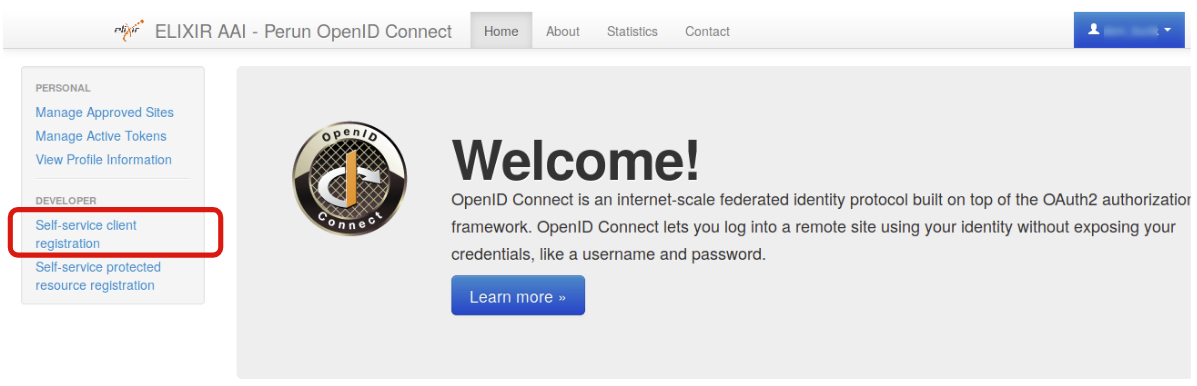 elixir ELIXIR AAI - Perun OpenID Connect Home About Statistics Contact
PERSONAL
Manage Approved Sites
Manage Active Tokens
View Profile Information
DEVELOPER
Self-service client
registration
Self-service protected
resource registration
OpenID
Connect
Welcome!
OpenID Connect is an internet-scale federated identity protocol built on top of the OAuth2 authorization
framework. OpenID Connect lets you log into a remote site using your identity without exposing your
credentials, like a username and password.
Learn more »